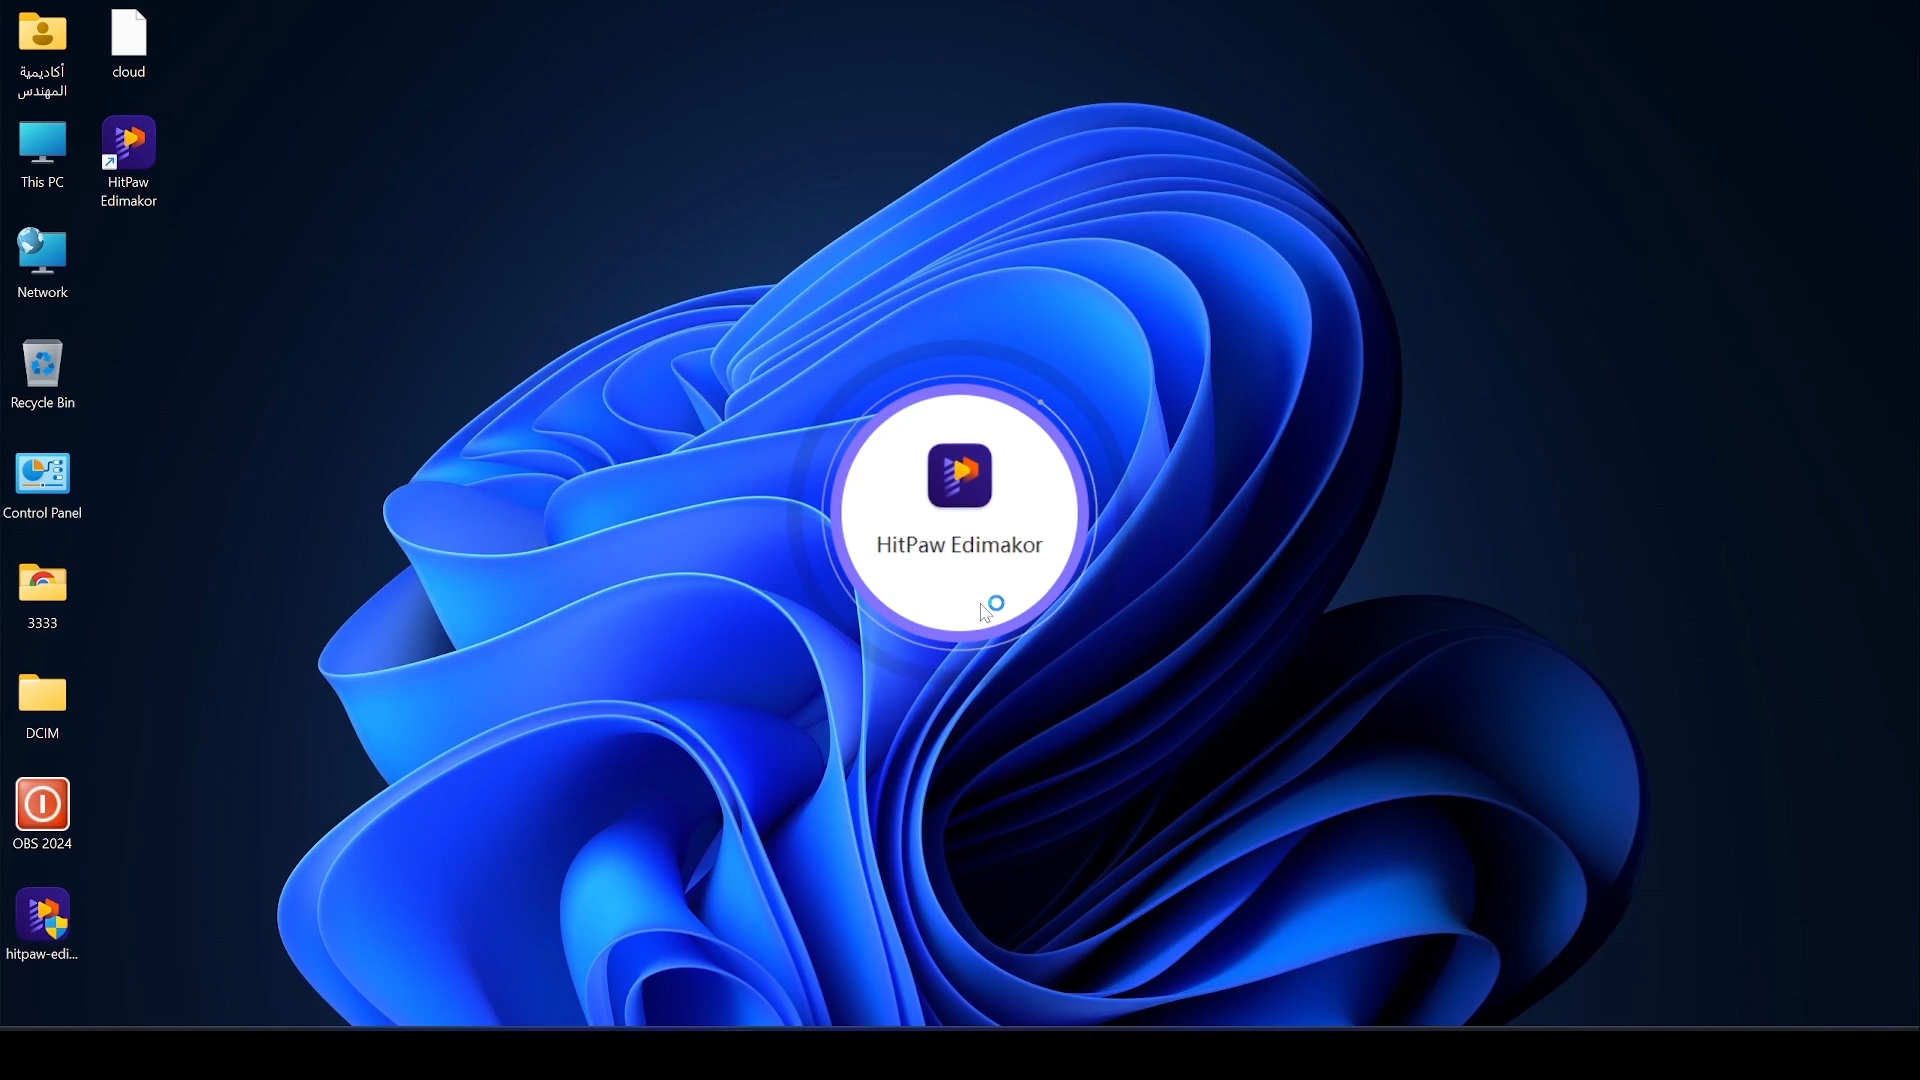 أكاديمية
المهندس
cloud
This PC
HitPaw
Edimakor
Network
Recycle Bin
Control Panel
3333
DCIM
OBS 2024
hitpaw-edi...
HitPaw Edimakor